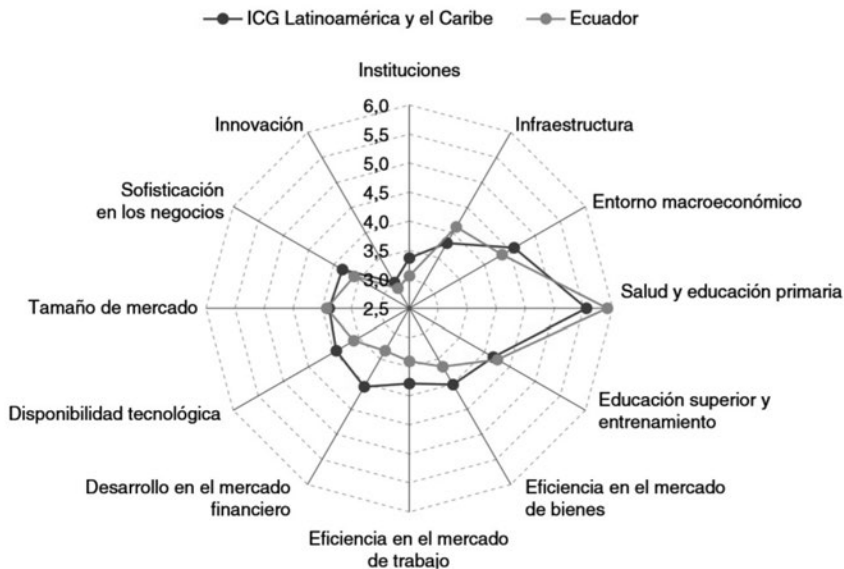 ICG Latinoamérica y el Caribe
Ecuador
Instituciones
6,0
5,5
5,0
4,5
4,0
3,5
3,0
2,5
Infraestructura
Entorno macroeconómico
Salud y educación primaria
Educación superior y
entrenamiento
Eficiencia en el mercado
de bienes
Eficiencia en el mercado
de trabajo
Desarrollo en el mercado
financiero
Disponibilidad tecnológica
Tamaño de mercado
Sofisticación
en los negocios
Innovación